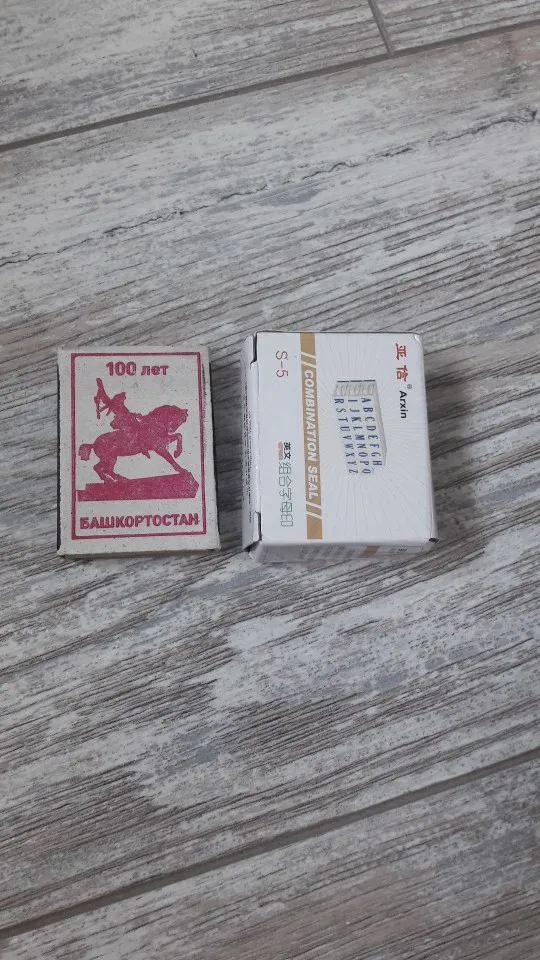 100 лет
БАШКОРТОСТАН
亚信® Arxin
ABCDEFGH
IJKLMNOPQ
RSTUVWXYZ
//COMBINATION SEAL//
S-5
英文
组合字母印